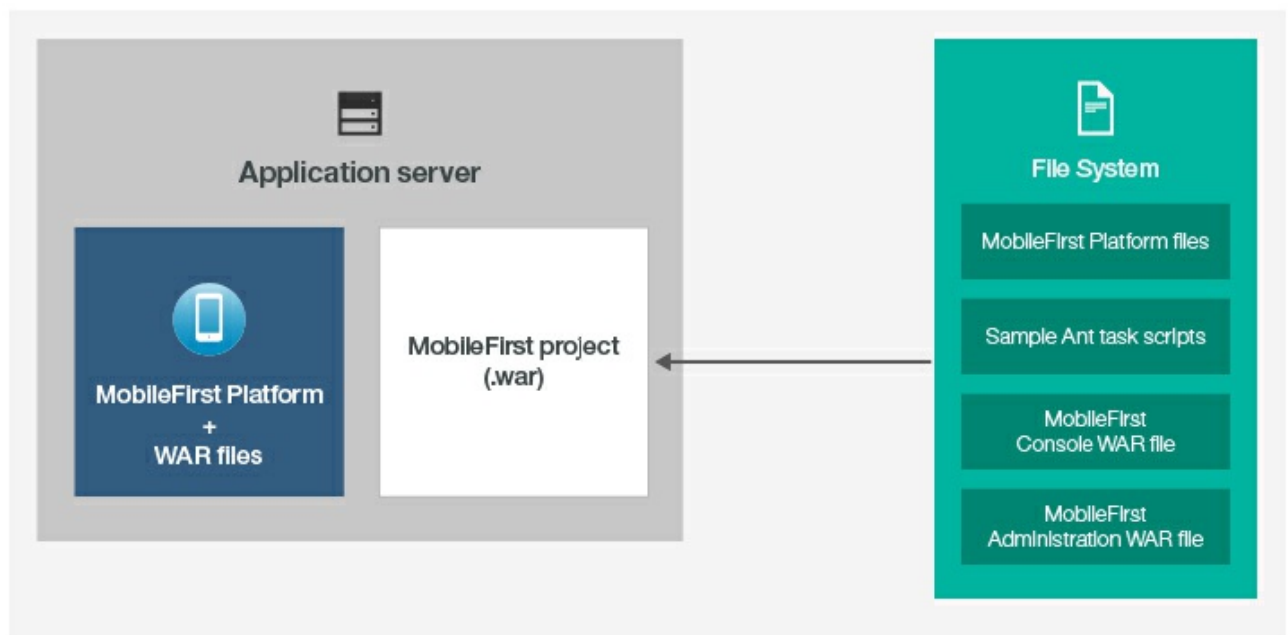 Application server
MobileFirst Platform
+
WAR files
MobileFirst project
(.war)
File System
MobileFirst Platform files
Sample Ant task scripts
MobileFirst
Console WAR file
MobileFirst
Administration WAR file